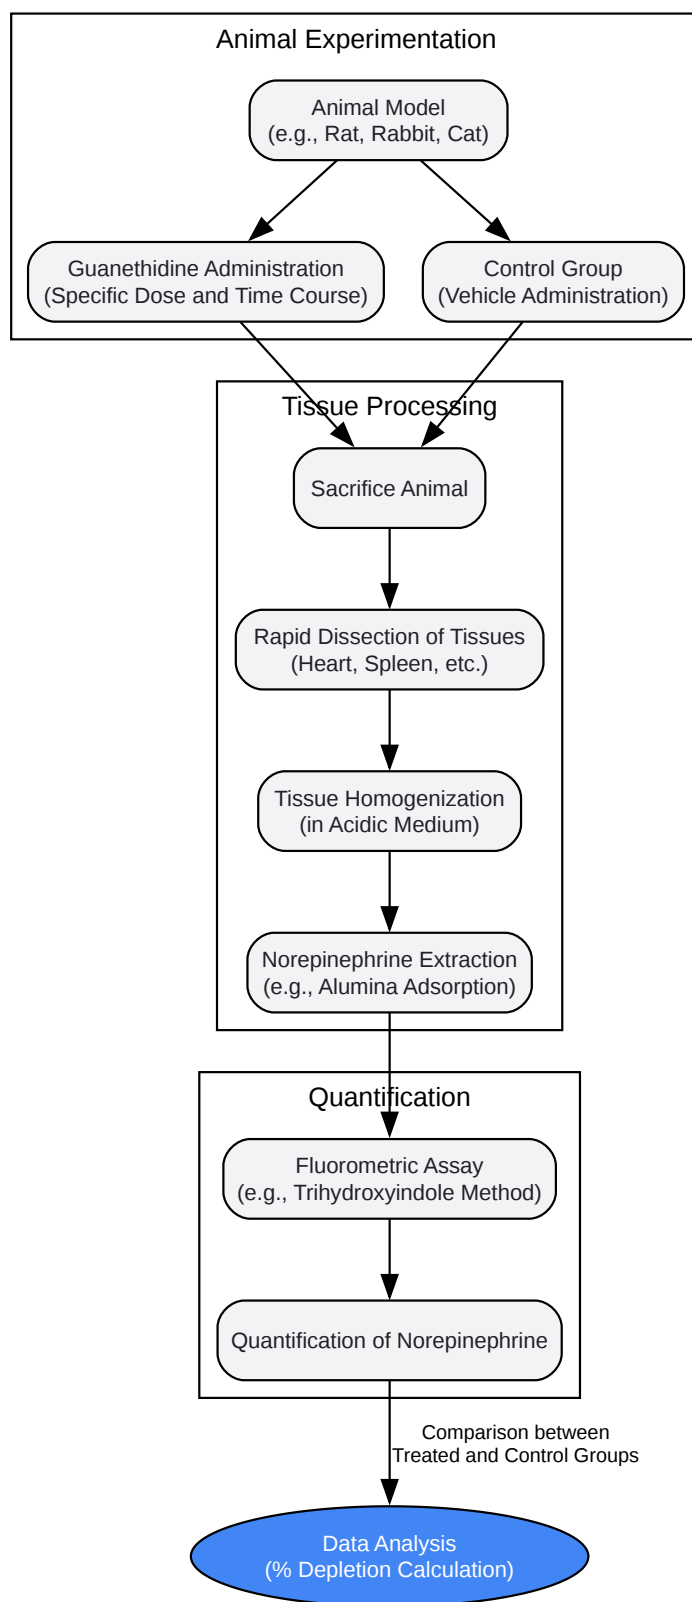 Animal Experimentation
Animal Model
(e.g., Rat, Rabbit, Cat)
Guanethidine Administration
(Specific Dose and Time Course)
Control Group
(Vehicle Administration)
Tissue Processing
Sacrifice Animal
Rapid Dissection of Tissues
(Heart, Spleen, etc.)
Tissue Homogenization
(in Acidic Medium)
Norepinephrine Extraction
(e.g., Alumina Adsorption)
Quantification
Fluorometric Assay
(e.g., Trihydroxyindole Method)
Quantification of Norepinephrine
Comparison between
Treated and Control Groups
Data Analysis
(% Depletion Calculation)